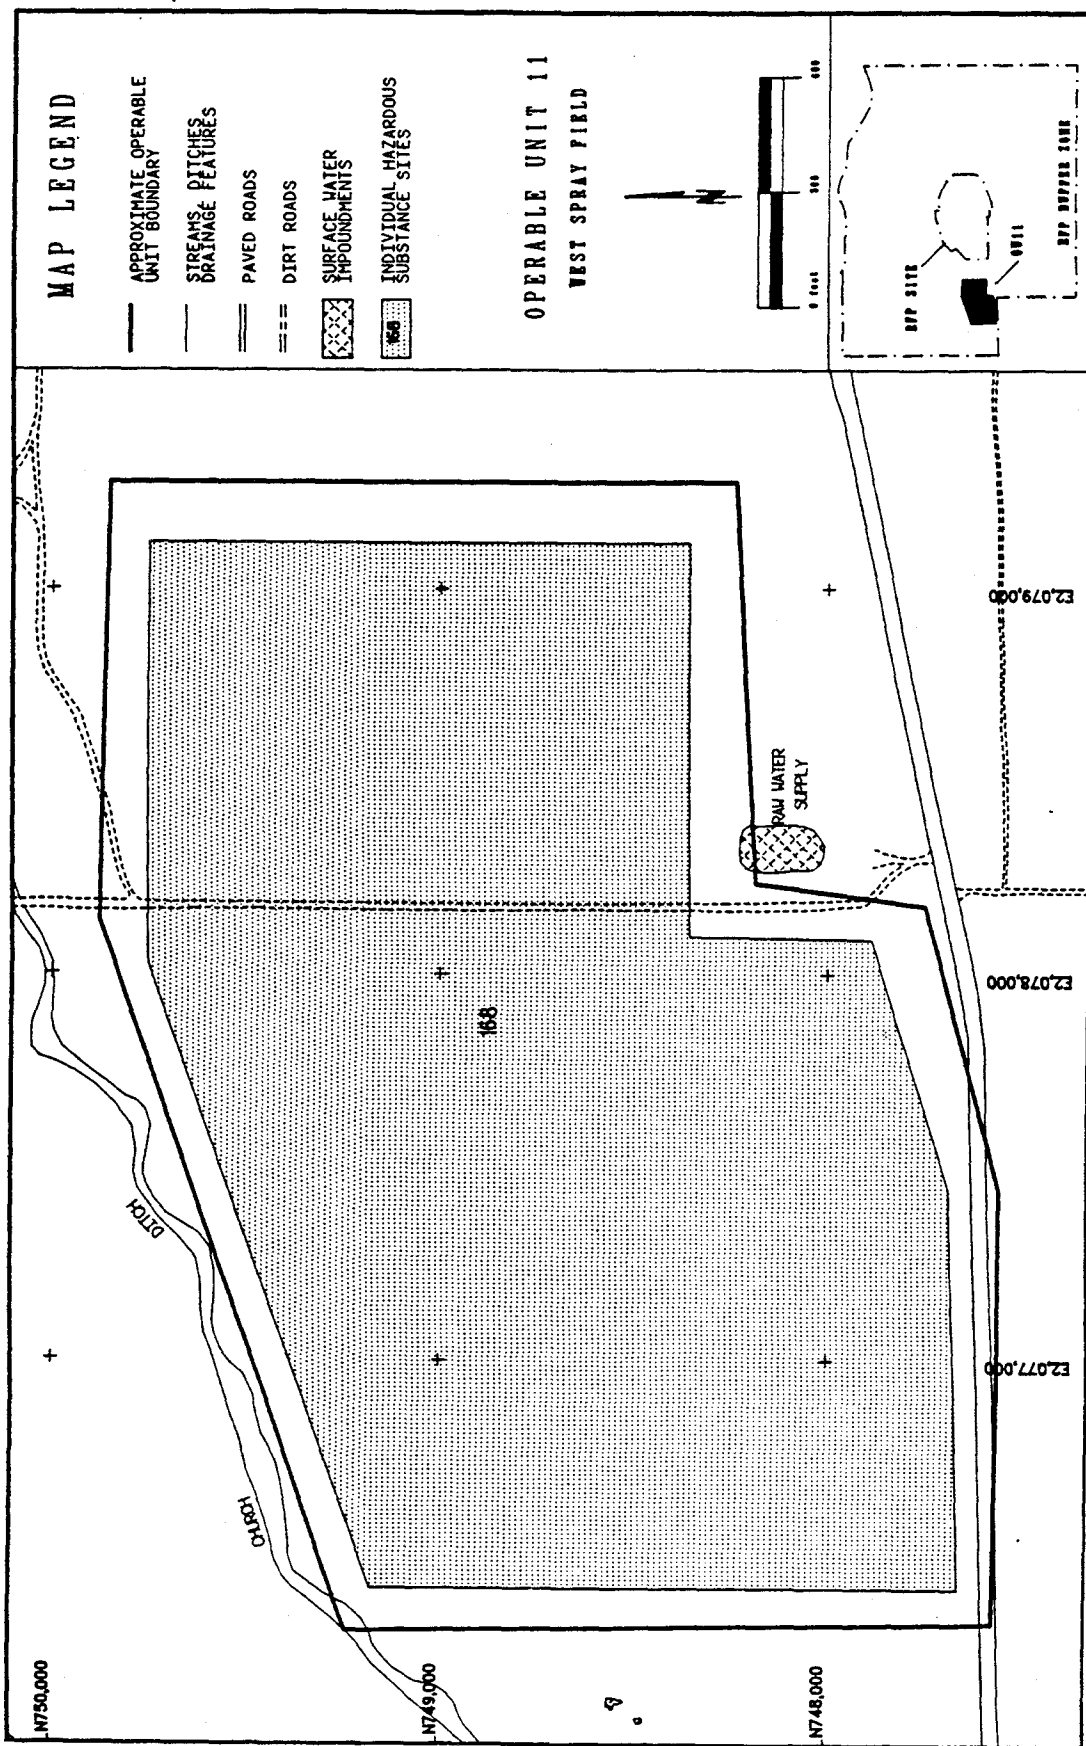 MAP LEGEND
APPROXIMATE OPERABLE
UNIT BOUNDARY
STREAMS, DITCHES
DRAINAGE FEATURES
PAVED ROADS
DIRT ROADS
SURFACE WATER
IMPOUNDMENTS
168
INDIVIDUAL HAZARDOUS
SUBSTANCE SITES
OPERABLE UNIT 11
WEST SPRAY FIELD
0 feet
RFP SITE
OU11
RFP BUFFER ZONE
N750,000
N749,000
N748,000
E2,077,000
E2,078,000
E2,079,000
CHURCH
DITCH
168
RAW WATER
SUPPLY